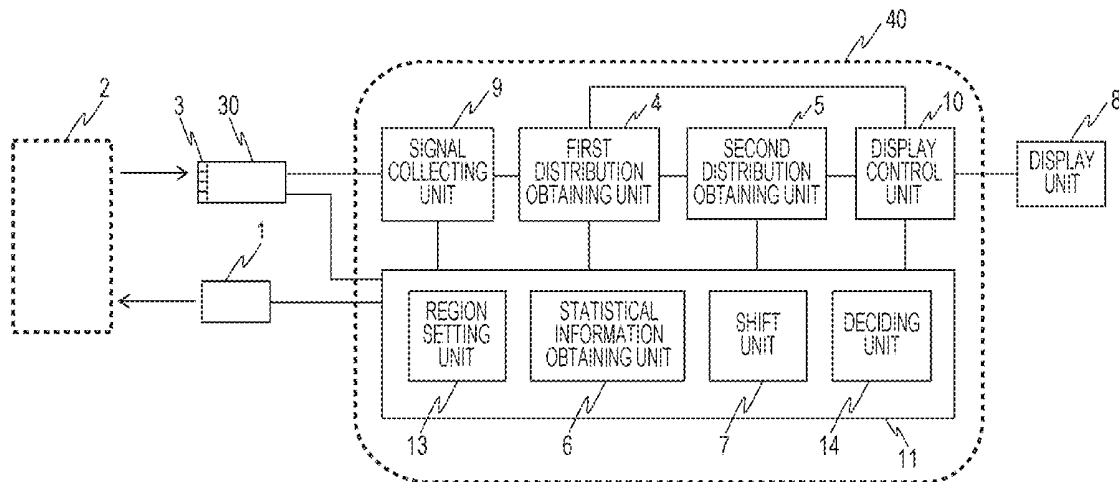 40
2
9
4
5
10
8
3
30
SIGNAL
COLLECTING
UNIT
FIRST
DISTRIBUTION
OBTAINING UNIT
SECOND
DISTRIBUTION
OBTAINING UNIT
DISPLAY
CONTROL
UNIT
DISPLAY
UNIT
1
REGION
SETTING
UNIT
STATISTICAL
INFORMATION
OBTAINING UNIT
SHIFT
UNIT
DECIDING
UNIT
13
6
7
14
11